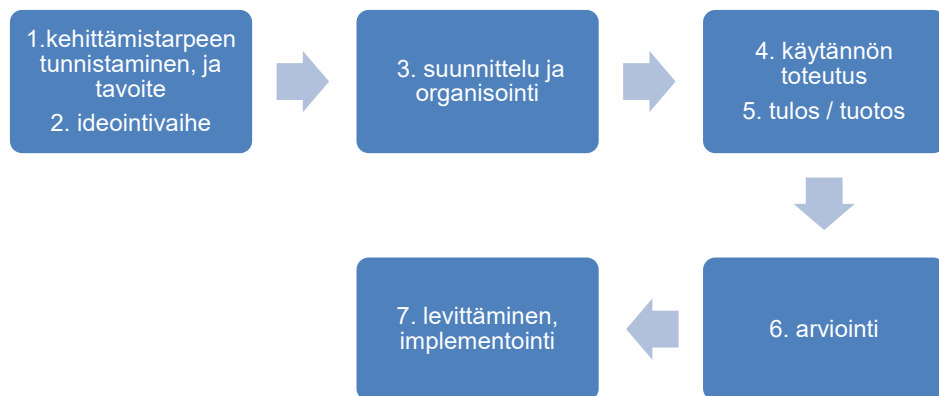 1.kehittämistarpeen
tunnistaminen, ja
tavoite
2. ideointivaihe
3. suunnittelu ja
organisointi
4. käytännön
toteutus
5. tulos / tuotos
6. arviointi
7. levittäminen,
implementointi